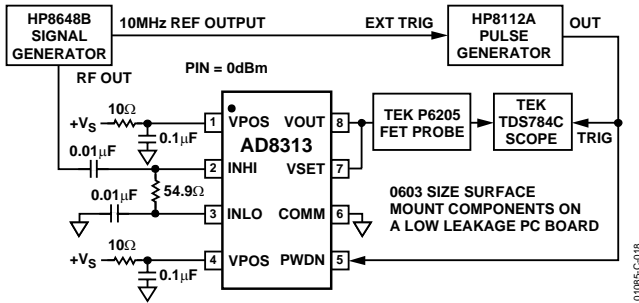 HP8648B
SIGNAL
GENERATOR
10MHz REF OUTPUT
EXT TRIG
HP8112A
PULSE
GENERATOR
OUT
RF OUT
PIN = 0dBm
+VS
10Ω
0.1μF
1 VPOS
VOUT 8
TEK P6205
FET PROBE
TEK
TDS784C
SCOPE
TRIG
AD8313
0.01μF
2 INHI
VSET 7
54.9Ω
0.01μF
3 INLO
COMM 6
0603 SIZE SURFACE
MOUNT COMPONENTS ON
A LOW LEAKAGE PC BOARD
+VS
10Ω
0.1μF
4 VPOS
PWDN 5
01085-C-018